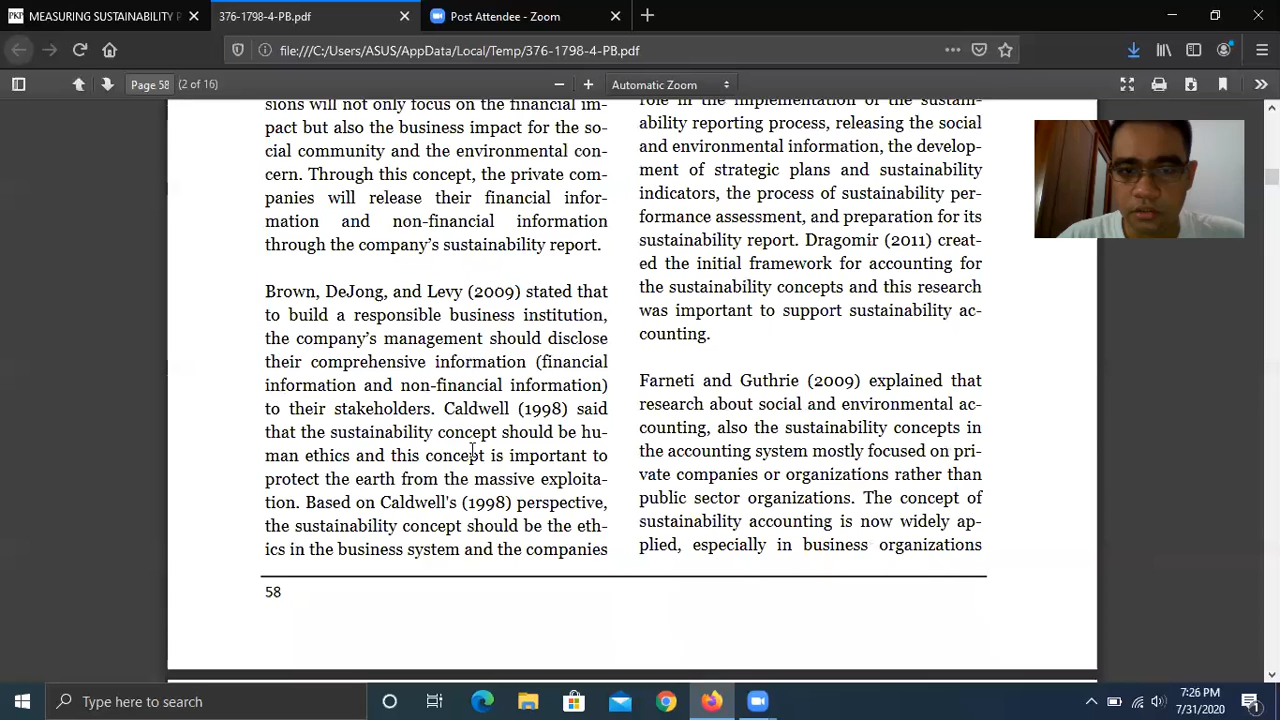 MEASURING SUSTAINABILITY P
376-1798-4-PB.pdf
Post Attendee - Zoom
file:///C:/Users/ASUS/AppData/Local/Temp/376-1798-4-PB.pdf
Page 58
(2 of 16)
Automatic Zoom
sions will not only focus on the financial im-
pact but also the business impact for the so-
cial community and the environmental con-
cern. Through this concept, the private com-
panies will release their financial infor-
mation and non-financial information
through the company's sustainability report.
Brown, DeJong, and Levy (2009) stated that
to build a responsible business institution,
the company's management should disclose
their comprehensive information (financial
information and non-financial information)
to their stakeholders. Caldwell (1998) said
that the sustainability concept should be hu-
man ethics and this concept is important to
protect the earth from the massive exploita-
tion. Based on Caldwell's (1998) perspective,
the sustainability concept should be the eth-
ics in the business system and the companies
role in the implementation of the sustain-
ability reporting process, releasing the social
and environmental information, the develop-
ment of strategic plans and sustainability
indicators, the process of sustainability per-
formance assessment, and preparation for its
sustainability report. Dragomir (2011) creat-
ed the initial framework for accounting for
the sustainability concepts and this research
was important to support sustainability ac-
counting.
Farneti and Guthrie (2009) explained that
research about social and environmental ac-
counting, also the sustainability concepts in
the accounting system mostly focused on pri-
vate companies or organizations rather than
public sector organizations. The concept of
sustainability accounting is now widely ap-
plied, especially in business organizations
58
Type here to search
7:26 PM
7/31/2020